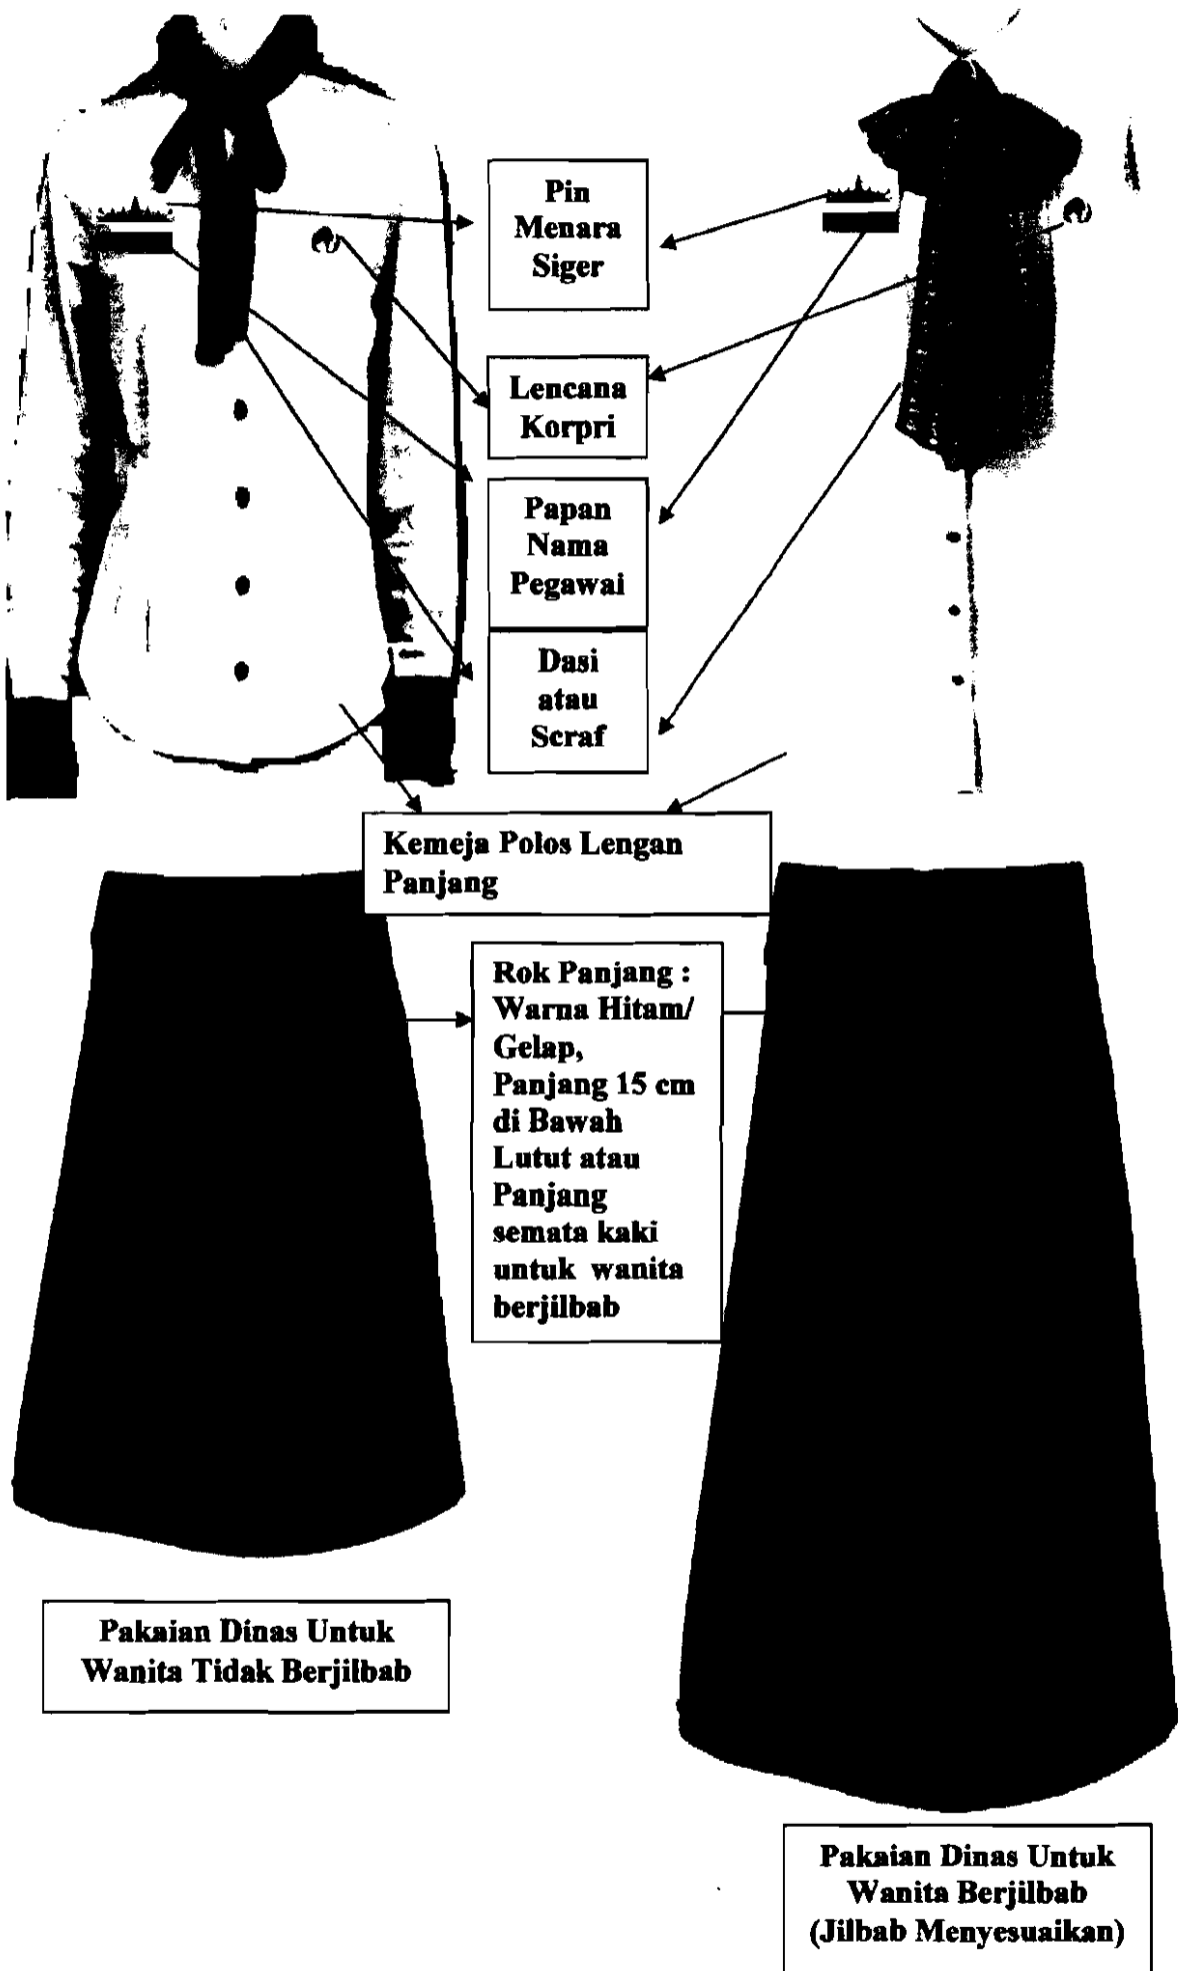 Pin
Menara
Siger
Lencana
Korpri
Papan
Nama
Pegawai
Dasi
atau
Scraf
Kemeja Polos Lengan
Panjang
Rok Panjang :
Warna Hitam/
Gelap,
Panjang 15 cm
di Bawah
Lutut atau
Panjang
semata kaki
untuk wanita
berjilbab
Pakaian Dinas Untuk
Wanita Tidak Berjilbab
Pakaian Dinas Untuk
Wanita Berjilbab
(Jilbab Menyesuaikan)